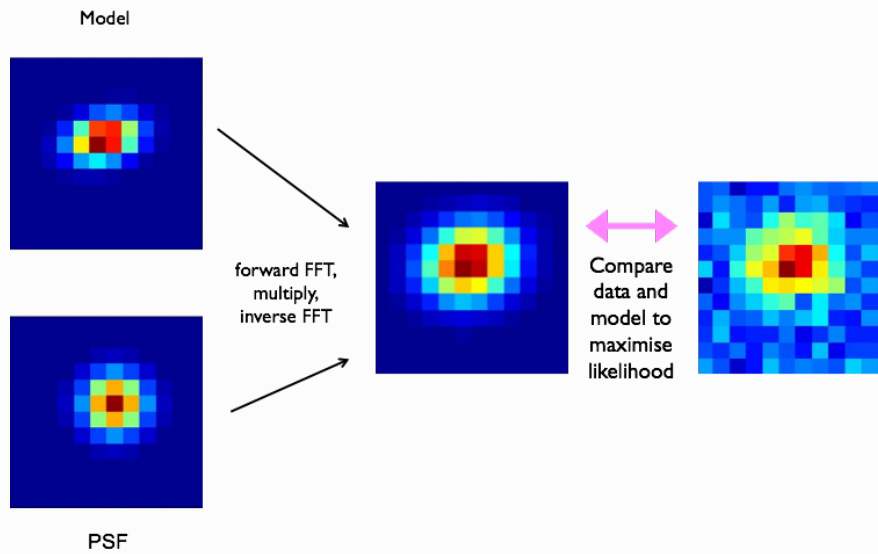 Model
forward FFT,
multiply,
inverse FFT
Compare
data and
model to
maximise
likelihood
PSF